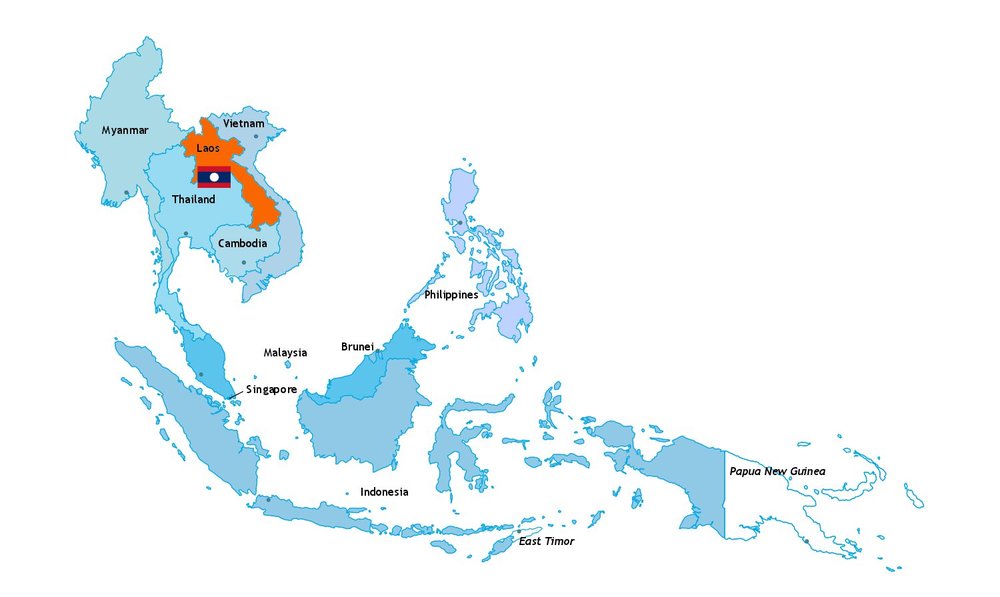 Vietnam
Myanmar
Laos
Thailand
Cambodia
Philippines
Brunei
Malaysia
Singapore
Papua New Guinea
Indonesia
East Timor